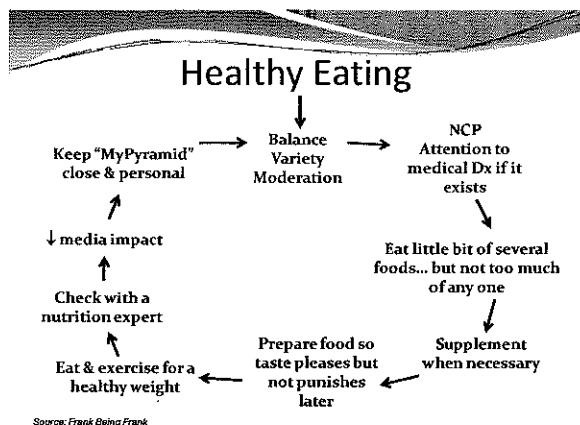 Healthy Eating
Balance
Variety
Moderation
NCP
Attention to
medical Dx if it
exists
Eat little bit of several
foods... but not too much
of any one
Supplement
when necessary
Prepare food so
taste pleases but
not punishes
later
Eat & exercise for a
healthy weight
Check with a
nutrition expert
↓ media impact
Keep “MyPyramid”
close & personal
Source: Frank Being Frank